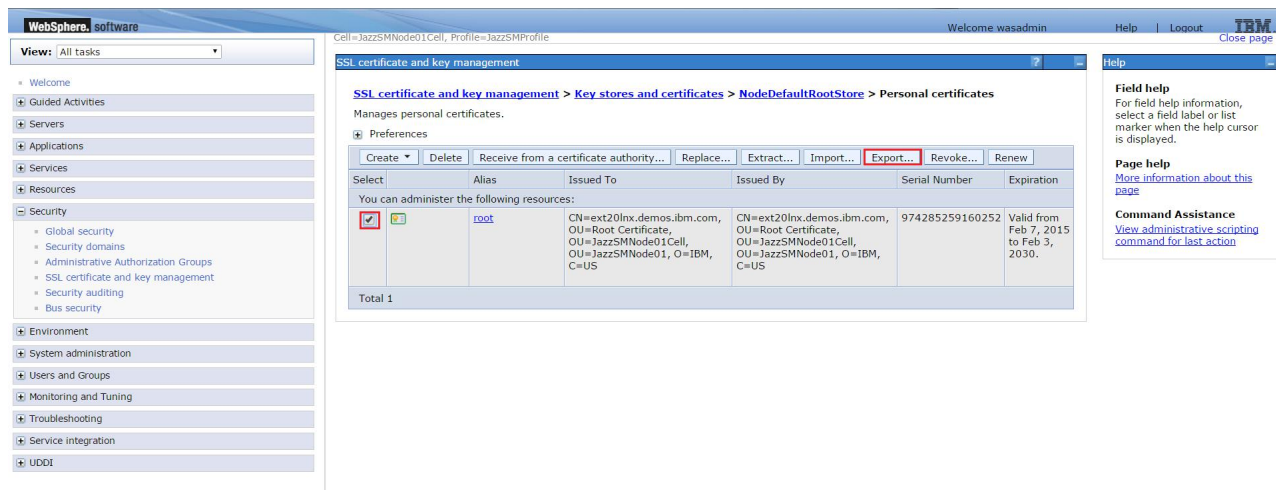 WebSphere. software
Welcome wasadmin
Help | Logout
IBM
Close page
View: All tasks
Cell=JazzSMNode01Cell, Profile=JazzSMProfile
Welcome
Guided Activities
Servers
Applications
Services
Resources
Security
Global security
Security domains
Administrative Authorization Groups
SSL certificate and key management
Security auditing
Bus security
Environment
System administration
Users and Groups
Monitoring and Tuning
Troubleshooting
Service integration
UDDI
SSL certificate and key management
?
SSL certificate and key management > Key stores and certificates > NodeDefaultRootStore > Personal certificates
Manages personal certificates.
Preferences
Create Delete Receive from a certificate authority... Replace... Extract... Import... Export... Revoke... Renew
Select Alias Issued To Issued By Serial Number Expiration
You can administer the following resources:
root
CN=ext20lnx.demos.ibm.com,
OU=Root Certificate,
OU=JazzSMNode01Cell,
OU=JazzSMNode01, O=IBM,
C=US
CN=ext20lnx.demos.ibm.com,
OU=Root Certificate,
OU=JazzSMNode01Cell,
OU=JazzSMNode01, O=IBM,
C=US
974285259160252
Valid from
Feb 7, 2015
to Feb 3,
2030.
Total 1
Help
Field help
For field help information,
select a field label or list
marker when the help cursor
is displayed.
Page help
More information about this
page
Command Assistance
View administrative scripting
command for last action